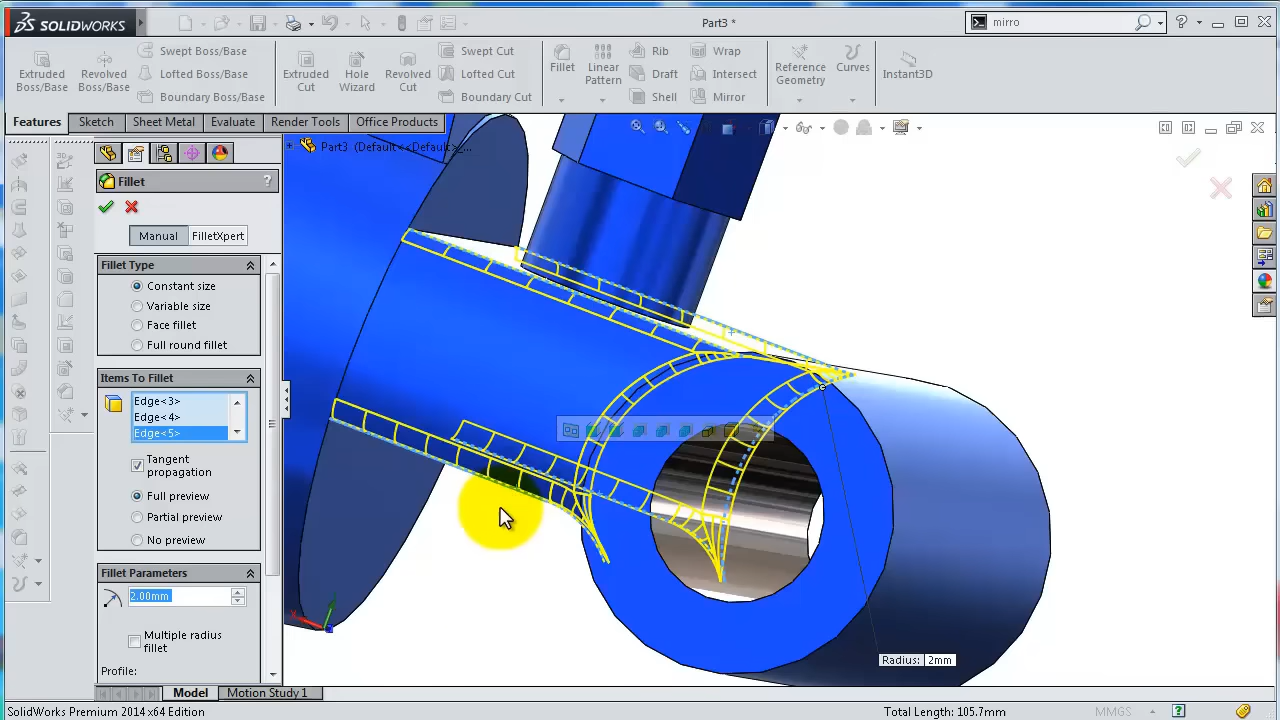 SOLIDWORKS
Part3 *
mirro
Extruded Boss/Base
Revolved Boss/Base
Swept Boss/Base
Lofted Boss/Base
Boundary Boss/Base
Extruded Cut
Hole Wizard
Revolved Cut
Swept Cut
Lofted Cut
Boundary Cut
Fillet
Linear Pattern
Rib
Draft
Shell
Wrap
Intersect
Mirror
Reference Geometry
Curves
Instant3D
Features Sketch Sheet Metal Evaluate Render Tools Office Products
Part3 (Default<<Default>_...
Fillet ?
Manual FilletXpert
Fillet Type
Constant size
Variable size
Face fillet
Full round fillet
Items To Fillet
Edge<3>
Edge<4>
Edge<5>
Tangent
propagation
Full preview
Partial preview
No preview
Fillet Parameters
2.00mm
Multiple radius
fillet
Profile:
Radius: 2mm
Model Motion Study 1
SolidWorks Premium 2014 x64 Edition Total Length: 105.7mm MMGS